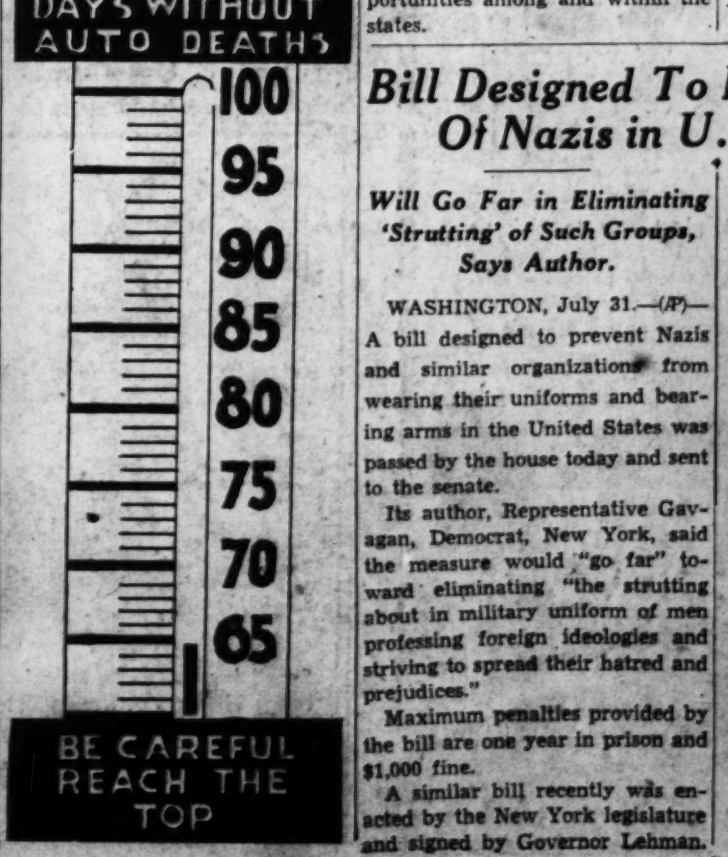 DAYS WITHOUT
AUTO DEATHS
100
95
90
85
80
75
70
65
BE CAREFUL
REACH THE
TOP
states.
Bill Designed To
Of Nazis in U.
Will Go Far in Eliminating
'Strutting' of Such Groups,
Says Author.
WASHINGTON, July 31.—(AP)—
A bill designed to prevent Nazis
and similar organizations from
wearing their uniforms and bear-
ing arms in the United States was
passed by the house today and sent
to the senate.
Its author, Representative Gav-
agan, Democrat, New York, said
the measure would "go far" to-
ward eliminating "the strutting
about in military uniform of men
professing foreign ideologies and
striving to spread their hatred and
prejudices."
Maximum penalties provided by
the bill are one year in prison and
$1,000 fine.
A similar bill recently was en-
acted by the New York legislature
and signed by Governor Lehman.